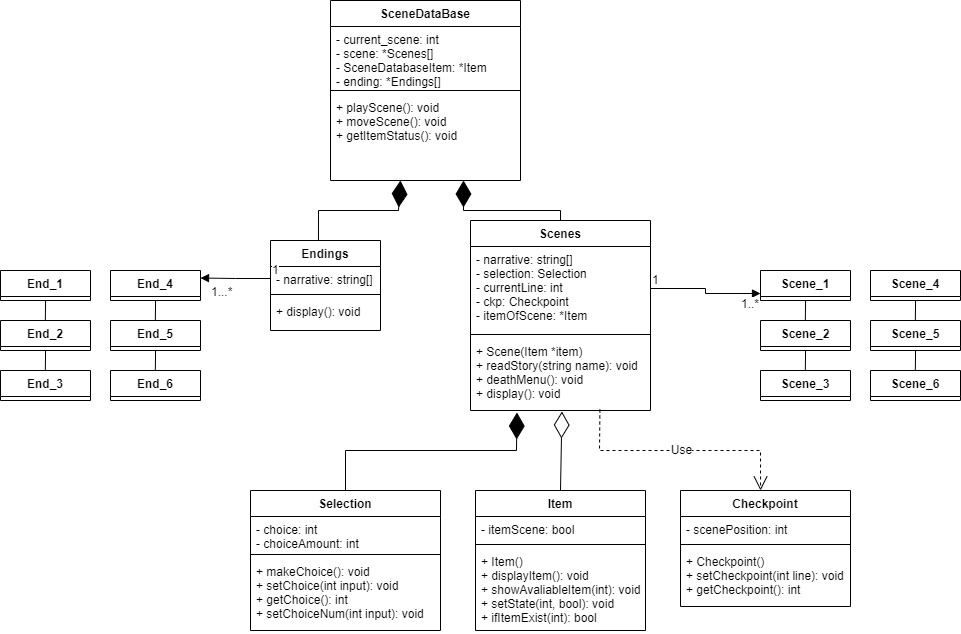 SceneDataBase
- current_scene: int
- scene: *Scenes[]
- SceneDatabaseItem: *Item
- ending: *Endings[]
+ playScene(): void
+ moveScene(): void
+ getItemStatus(): void
Endings
- narrative: string[]
+ display(): void
1
1...*
End_1
End_2
End_3
End_4
End_5
End_6
Scenes
- narrative: string[]
- selection: Selection
- currentLine: int
- ckp: Checkpoint
- itemOfScene: *Item
+ Scene(Item *item)
+ readStory(string name): void
+ deathMenu(): void
+ display(): void
1
1..*
Scene_1
Scene_2
Scene_3
Scene_4
Scene_5
Scene_6
Use
Selection
- choice: int
- choiceAmount: int
+ makeChoice(): void
+ setChoice(int input): void
+ getChoice(): int
+ setChoiceNum(int input): void
Item
- itemScene: bool
+ Item()
+ displayItem(): void
+ showAvaliableItem(int): void
+ setState(int, bool): void
+ ifItemExist(int): bool
Checkpoint
- scenePosition: int
+ Checkpoint()
+ setCheckpoint(int line): void
+ getCheckpoint(): int